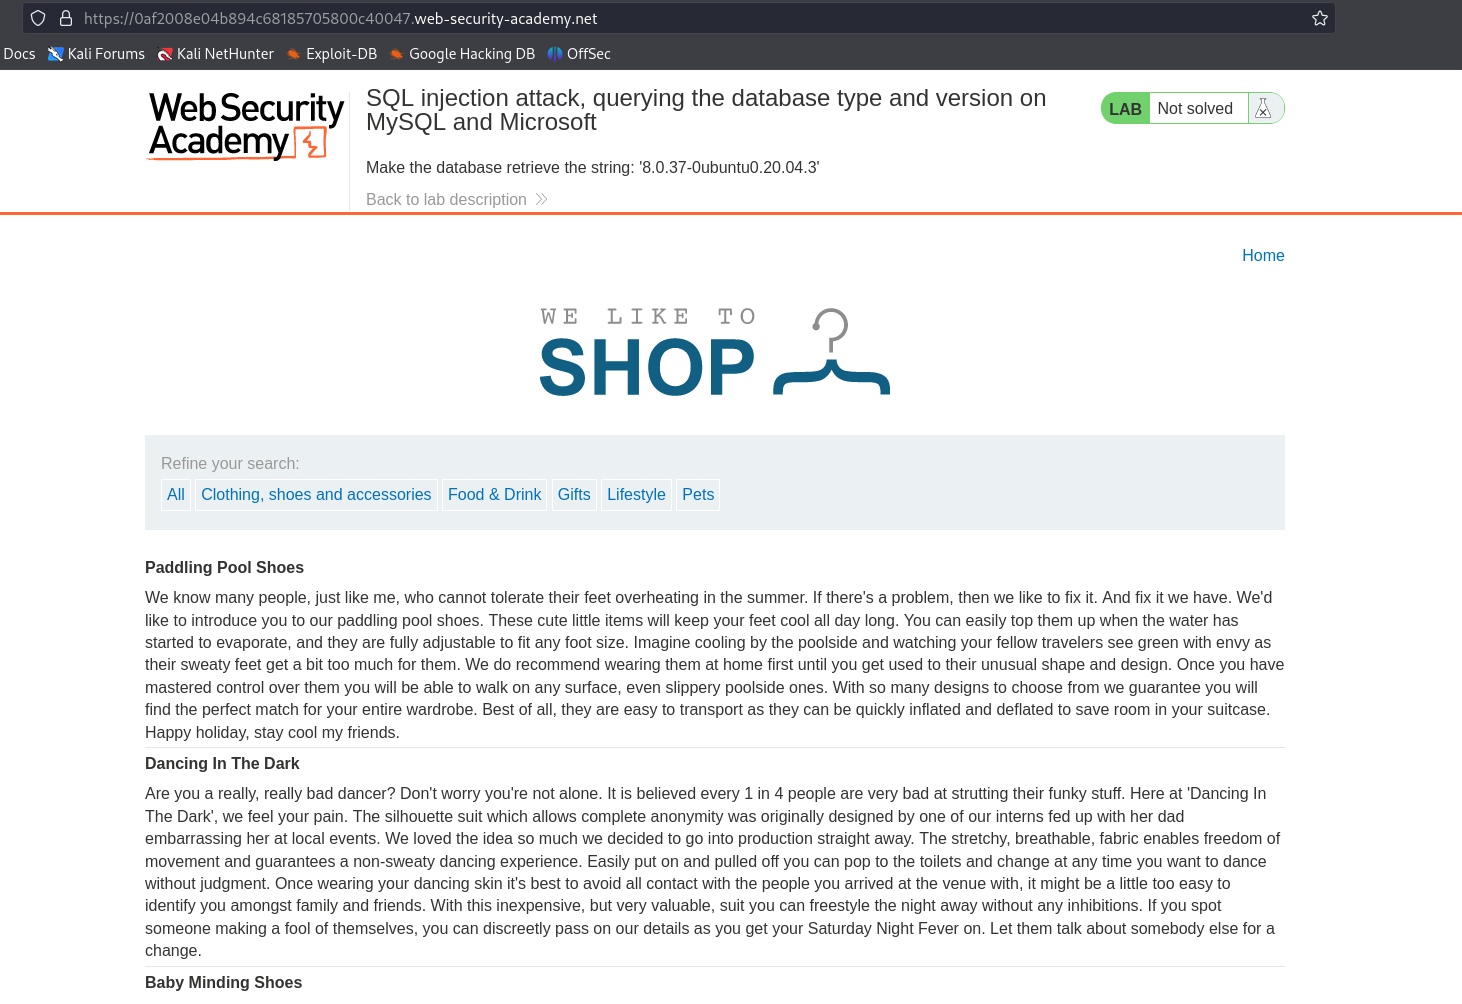 https://0af2008e04b894c68185705800c40047.web-security-academy.net
Docs Kali Forums Kali NetHunter Exploit-DB Google Hacking DB OffSec
Web Security
Academy
SQL injection attack, querying the database type and version on
MySQL and Microsoft
LAB Not solved
Make the database retrieve the string: '8.0.37-0ubuntu0.20.04.3'
Back to lab description
Home
WE LIKE TO
SHOP
Refine your search:
All Clothing, shoes and accessories Food & Drink Gifts Lifestyle Pets
Paddling Pool Shoes
We know many people, just like me, who cannot tolerate their feet overheating in the summer. If there's a problem, then we like to fix it. And fix it we have. We'd
like to introduce you to our paddling pool shoes. These cute little items will keep your feet cool all day long. You can easily top them up when the water has
started to evaporate, and they are fully adjustable to fit any foot size. Imagine cooling by the poolside and watching your fellow travelers see green with envy as
their sweaty feet get a bit too much for them. We do recommend wearing them at home first until you get used to their unusual shape and design. Once you have
mastered control over them you will be able to walk on any surface, even slippery poolside ones. With so many designs to choose from we guarantee you will
find the perfect match for your entire wardrobe. Best of all, they are easy to transport as they can be quickly inflated and deflated to save room in your suitcase.
Happy holiday, stay cool my friends.
Dancing In The Dark
Are you a really, really bad dancer? Don't worry you're not alone. It is believed every 1 in 4 people are very bad at strutting their funky stuff. Here at 'Dancing In
The Dark', we feel your pain. The silhouette suit which allows complete anonymity was originally designed by one of our interns fed up with her dad
embarrassing her at local events. We loved the idea so much we decided to go into production straight away. The stretchy, breathable, fabric enables freedom of
movement and guarantees a non-sweaty dancing experience. Easily put on and pulled off you can pop to the toilets and change at any time you want to dance
without judgment. Once wearing your dancing skin it's best to avoid all contact with the people you arrived at the venue with, it might be a little too easy to
identify you amongst family and friends. With this inexpensive, but very valuable, suit you can freestyle the night away without any inhibitions. If you spot
someone making a fool of themselves, you can discreetly pass on our details as you get your Saturday Night Fever on. Let them talk about somebody else for a
change.
Baby Minding Shoes